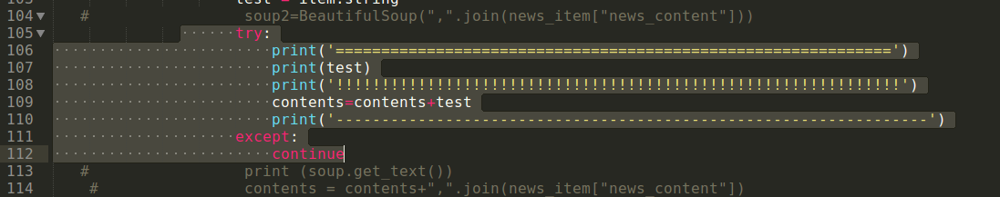 test = item.string
104 # soup2=BeautifulSoup(",".join(news_item["news_content"]))
105 try:
106 print('=============================================================')
107 print(test)
108 print('!!!!!!!!!!!!!!!!!!!!!!!!!!!!!!!!!!!!!!!!!!!!!!!!!!!!!!!!!!!!!!')
109 contents=contents+test
110 print('-----------------------------------------------------------------')
111 except:
112 continue
113 # print (soup.get_text())
114 # contents = contents+",".join(news_item["news_content"])